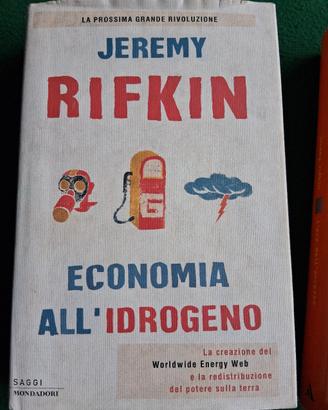 LA PROSSIMA GRANDE RIVOLUZIONE
JEREMY
RIFKIN
ECONOMIA
ALL'IDROGENO
La creazione del
Worldwide Energy Web
e la redistribuzione
del potere sulla terra
SAGGI
MONDADORI